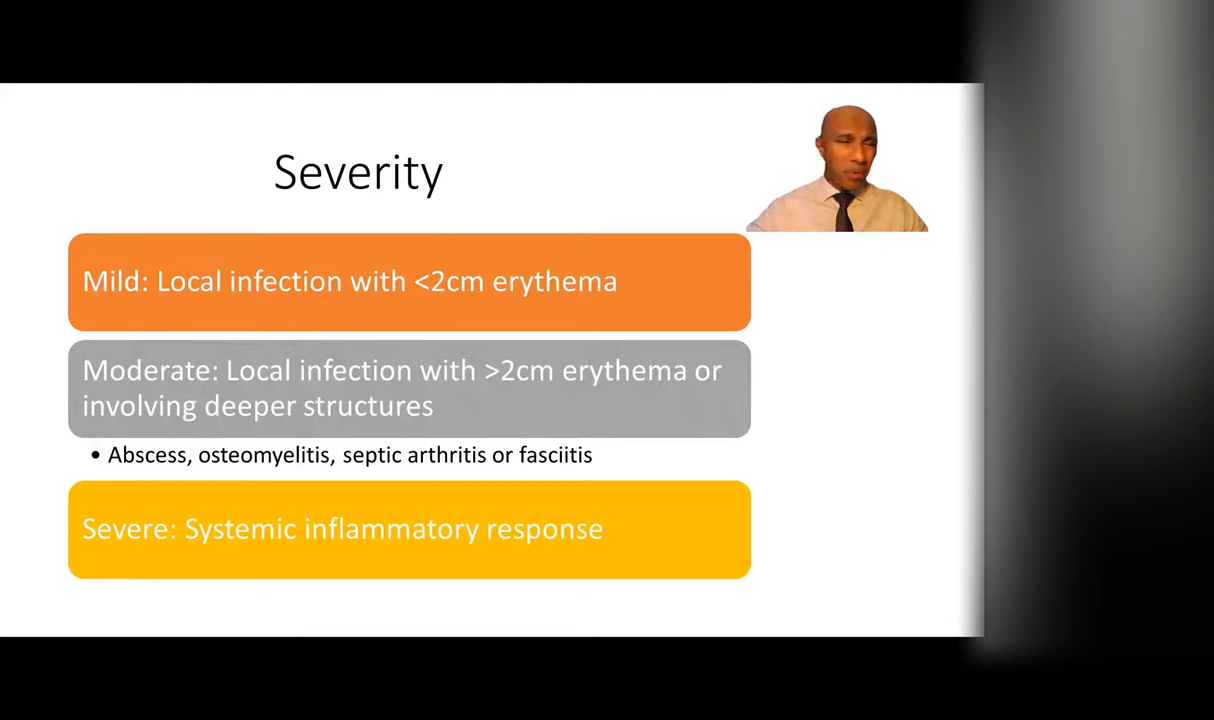 Severity
Mild: Local infection with <2cm erythema
Moderate: Local infection with >2cm erythema or
involving deeper structures
• Abscess, osteomyelitis, septic arthritis or fasciitis
Severe: Systemic inflammatory response